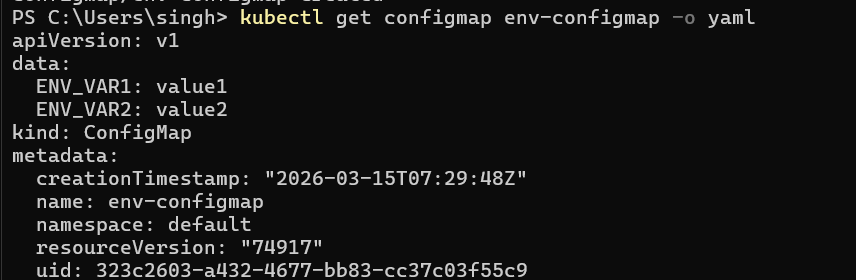 PS C:\Users\singh> kubectl get configmap env-configmap -o yaml
apiVersion: v1
data:
  ENV_VAR1: value1
  ENV_VAR2: value2
kind: ConfigMap
metadata:
  creationTimestamp: "2026-03-15T07:29:48Z"
  name: env-configmap
  namespace: default
  resourceVersion: "74917"
  uid: 323c2603-a432-4677-bb83-cc37c03f55c9